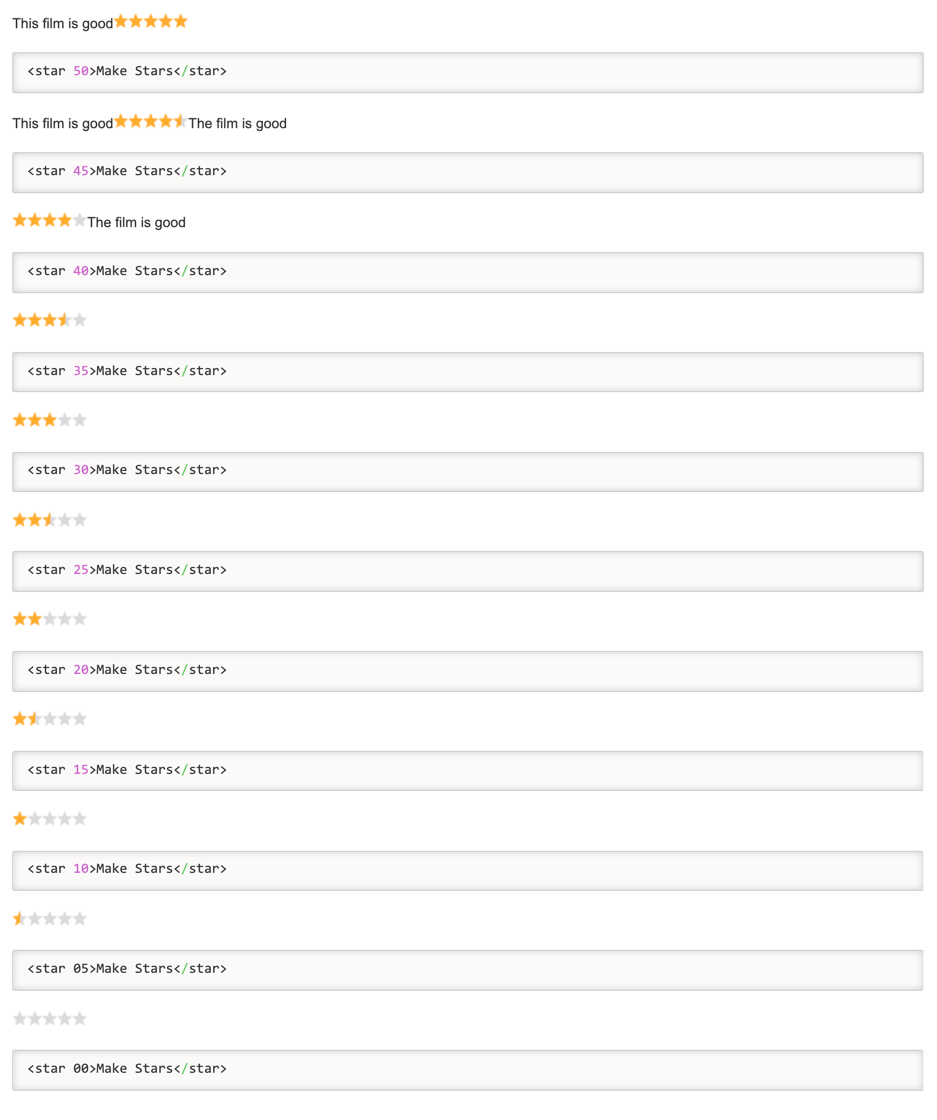 This film is good
<star 50>Make Stars</star>
This film is good The film is good
<star 45>Make Stars</star>
The film is good
<star 40>Make Stars</star>
<star 35>Make Stars</star>
<star 30>Make Stars</star>
<star 25>Make Stars</star>
<star 20>Make Stars</star>
<star 15>Make Stars</star>
<star 10>Make Stars</star>
<star 05>Make Stars</star>
<star 00>Make Stars</star>